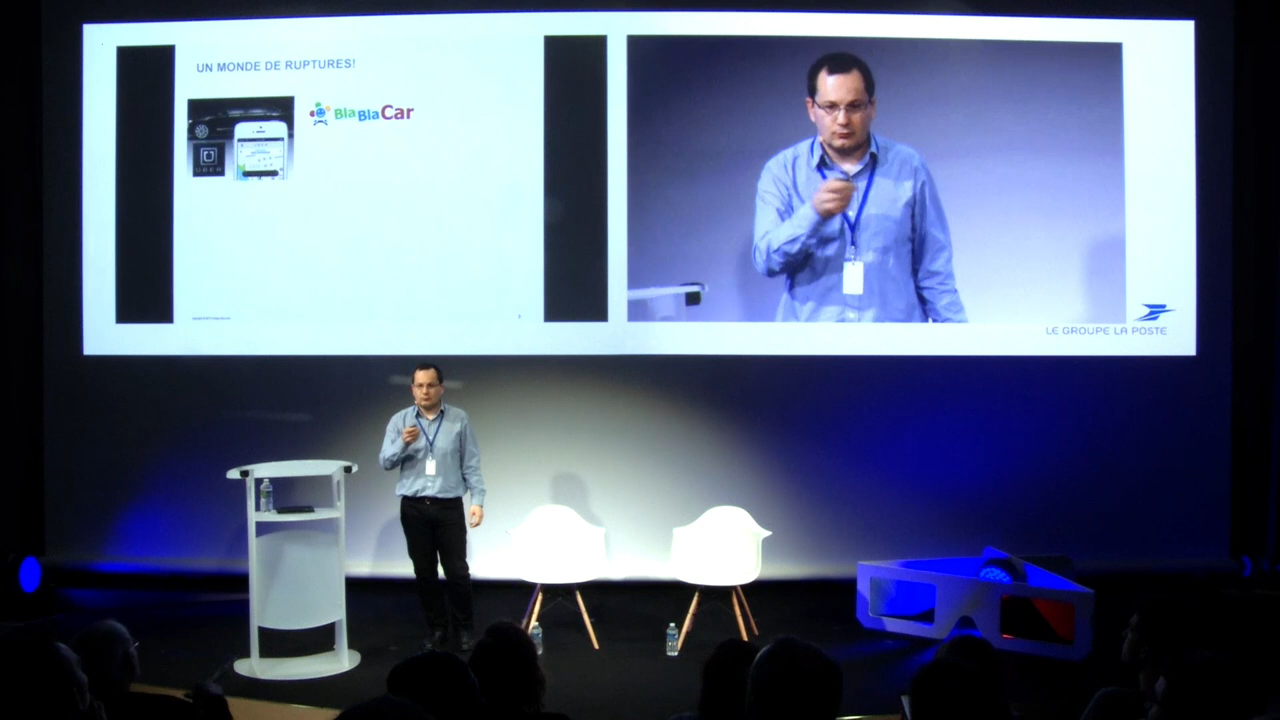 UN MONDE DE RUPTURES!
BlaBlaCar
UBER
LE GROUPE LA POSTE